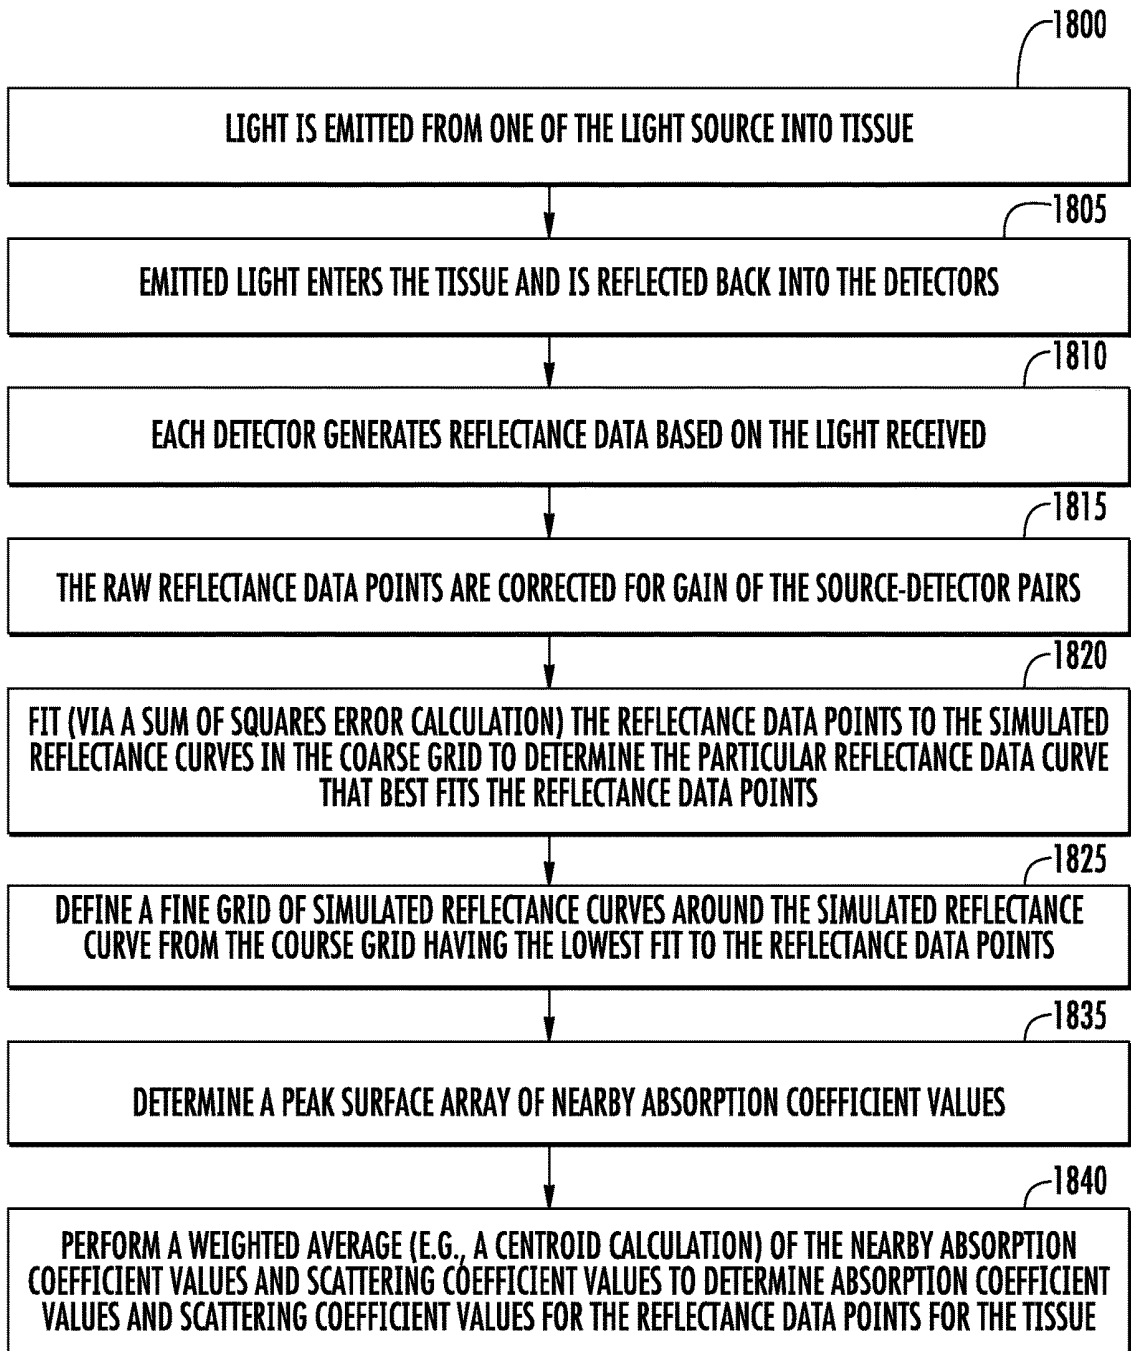 1800
LIGHT IS EMITTED FROM ONE OF THE LIGHT SOURCE INTO TISSUE
1805
EMITTED LIGHT ENTERS THE TISSUE AND IS REFLECTED BACK INTO THE DETECTORS
1810
EACH DETECTOR GENERATES REFLECTANCE DATA BASED ON THE LIGHT RECEIVED
1815
THE RAW REFLECTANCE DATA POINTS ARE CORRECTED FOR GAIN OF THE SOURCE-DETECTOR PAIRS
1820
FIT (VIA A SUM OF SQUARES ERROR CALCULATION) THE REFLECTANCE DATA POINTS TO THE SIMULATED
REFLECTANCE CURVES IN THE COARSE GRID TO DETERMINE THE PARTICULAR REFLECTANCE DATA CURVE
THAT BEST FITS THE REFLECTANCE DATA POINTS
1825
DEFINE A FINE GRID OF SIMULATED REFLECTANCE CURVES AROUND THE SIMULATED REFLECTANCE
CURVE FROM THE COURSE GRID HAVING THE LOWEST FIT TO THE REFLECTANCE DATA POINTS
1835
DETERMINE A PEAK SURFACE ARRAY OF NEARBY ABSORPTION COEFFICIENT VALUES
1840
PERFORM A WEIGHTED AVERAGE (E.G., A CENTROID CALCULATION) OF THE NEARBY ABSORPTION
COEFFICIENT VALUES AND SCATTERING COEFFICIENT VALUES TO DETERMINE ABSORPTION COEFFICIENT
VALUES AND SCATTERING COEFFICIENT VALUES FOR THE REFLECTANCE DATA POINTS FOR THE TISSUE